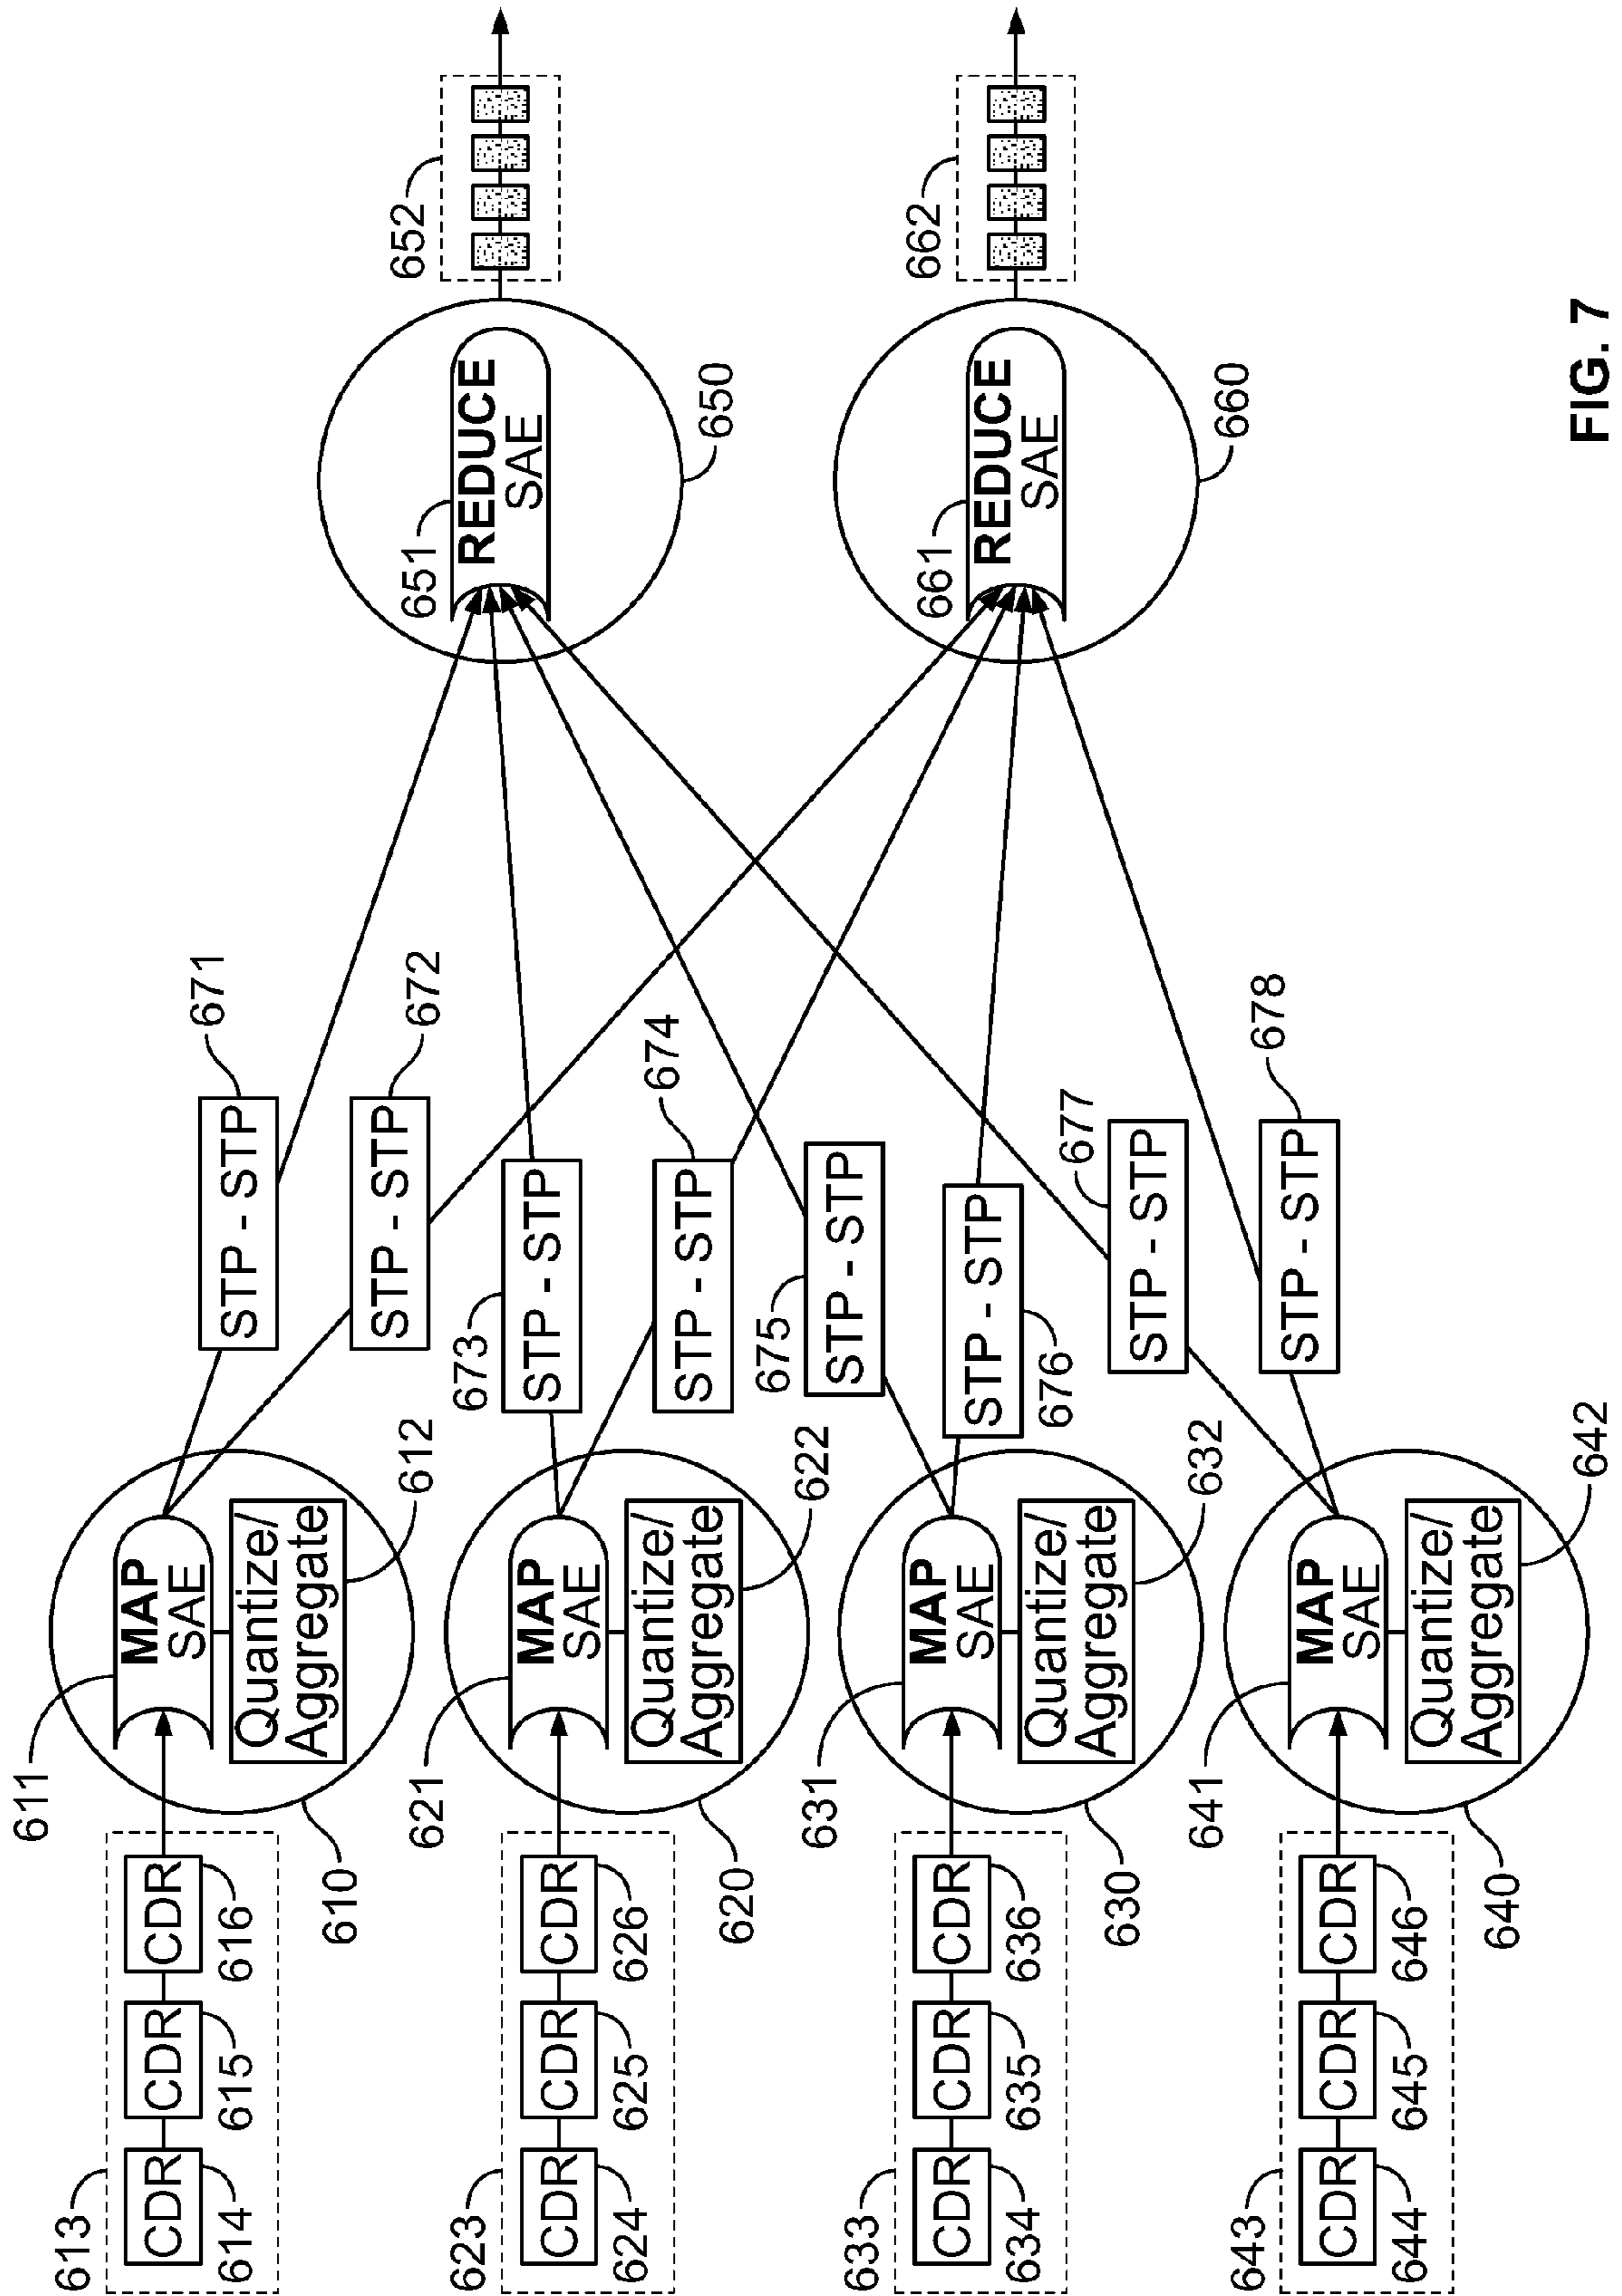 613
CDR
CDR
CDR
614
615
616
611
MAP
SAE
Quantize/
Aggregate
612
610
STP - STP
671
STP - STP
672
623
CDR
CDR
CDR
624
625
626
621
MAP
SAE
Quantize/
Aggregate
622
620
673
STP - STP
STP - STP
674
633
CDR
CDR
CDR
634
635
636
631
MAP
SAE
Quantize/
Aggregate
632
630
675
STP - STP
STP - STP
676
643
CDR
CDR
CDR
644
645
646
641
MAP
SAE
Quantize/
Aggregate
642
640
677
STP - STP
STP - STP
678
651
REDUCE
SAE
650
652
661
REDUCE
SAE
660
662
FIG. 7